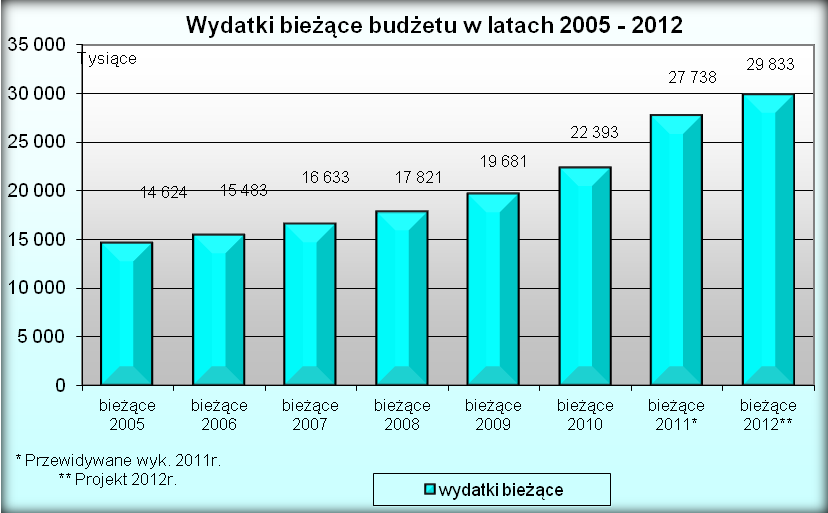 Wydatki bieżące budżetu w latach 2005 - 2012
Tysiące
35 000
30 000
25 000
20 000
15 000
10 000
5 000
0
14 624
15 483
16 633
17 821
19 681
22 393
27 738
29 833
bieżące 2005
bieżące 2006
bieżące 2007
bieżące 2008
bieżące 2009
bieżące 2010
bieżące 2011*
bieżące 2012**
* Przewidywane wyk. 2011r.
** Projekt 2012r.
wydatki bieżące